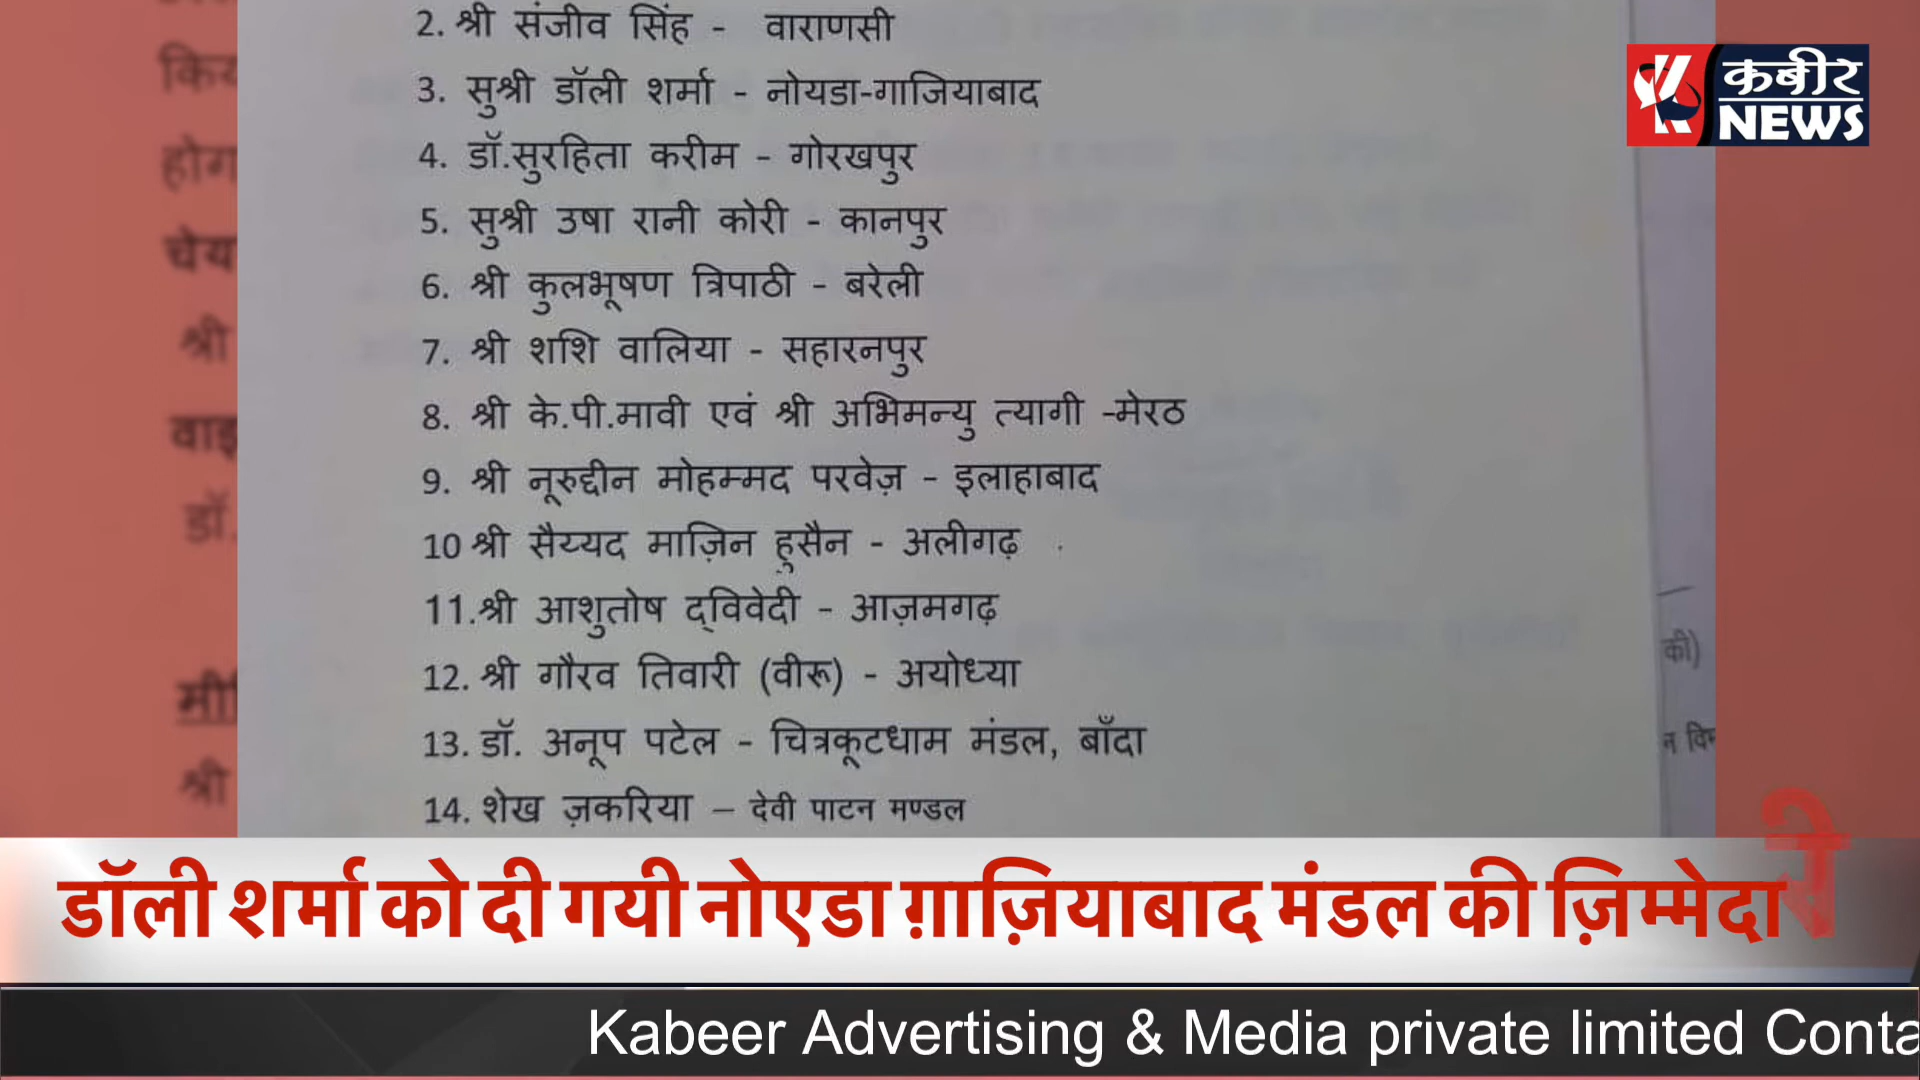 2. श्री संजीव सिंह - वाराणसी
3. सुश्री डॉली शर्मा - नोयडा-गाजियाबाद
4. डॉ.सुरहिता करीम - गोरखपुर
5. सुश्री उषा रानी कोरी - कानपुर
6. श्री कुलभूषण त्रिपाठी - बरेली
7. श्री शशि वालिया - सहारनपुर
8. श्री के.पी.मावी एवं श्री अभिमन्यु त्यागी -मेरठ
9. श्री नूरुद्दीन मोहम्मद परवेज़ - इलाहाबाद
10 श्री सैय्यद माज़िन हुसैन - अलीगढ़
11.श्री आशुतोष द्विवेदी - आज़मगढ़
12. श्री गौरव तिवारी (वीरू) - अयोध्या
13. डॉ. अनूप पटेल - चित्रकूटधाम मंडल, बाँदा
14. शेख ज़करिया – देवी पाटन मण्डल
कबीर
NEWS
किय
होग
चेय
श्री
वाइ
डॉ.
मी
श्री
की)
न वि
डॉली शर्मा को दी गयी नोएडा ग़ाज़ियाबाद मंडल की ज़िम्मेदा
Kabeer Advertising & Media private limited Conta